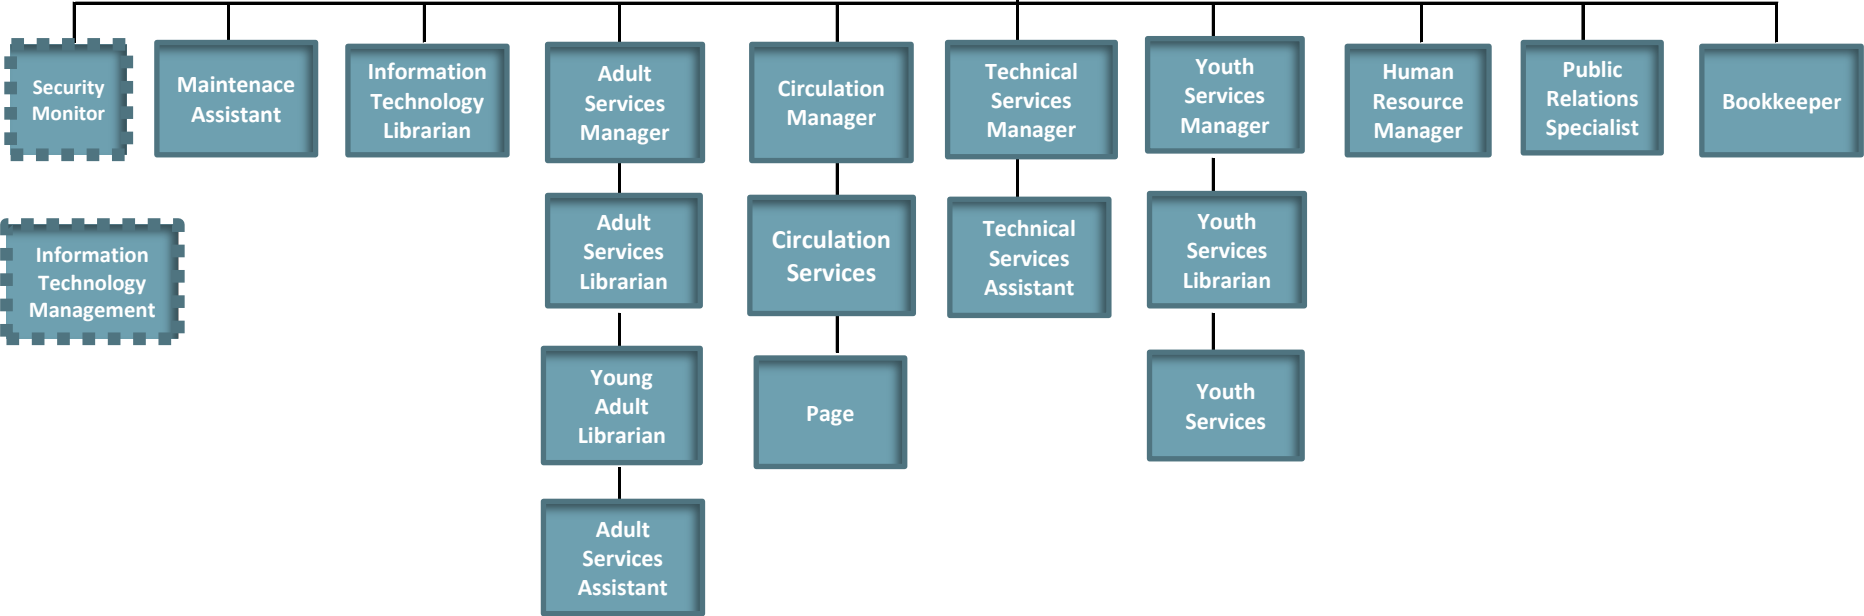 Security
Monitor
Maintenace
Assistant
Information
Technology
Librarian
Adult
Services
Manager
Circulation
Manager
Technical
Services
Manager
Youth
Services
Manager
Human
Resource
Manager
Public
Relations
Specialist
Bookkeeper
Information
Technology
Management
Adult
Services
Librarian
Circulation
Services
Technical
Services
Assistant
Youth
Services
Librarian
Young
Adult
Librarian
Page
Youth
Services
Adult
Services
Assistant